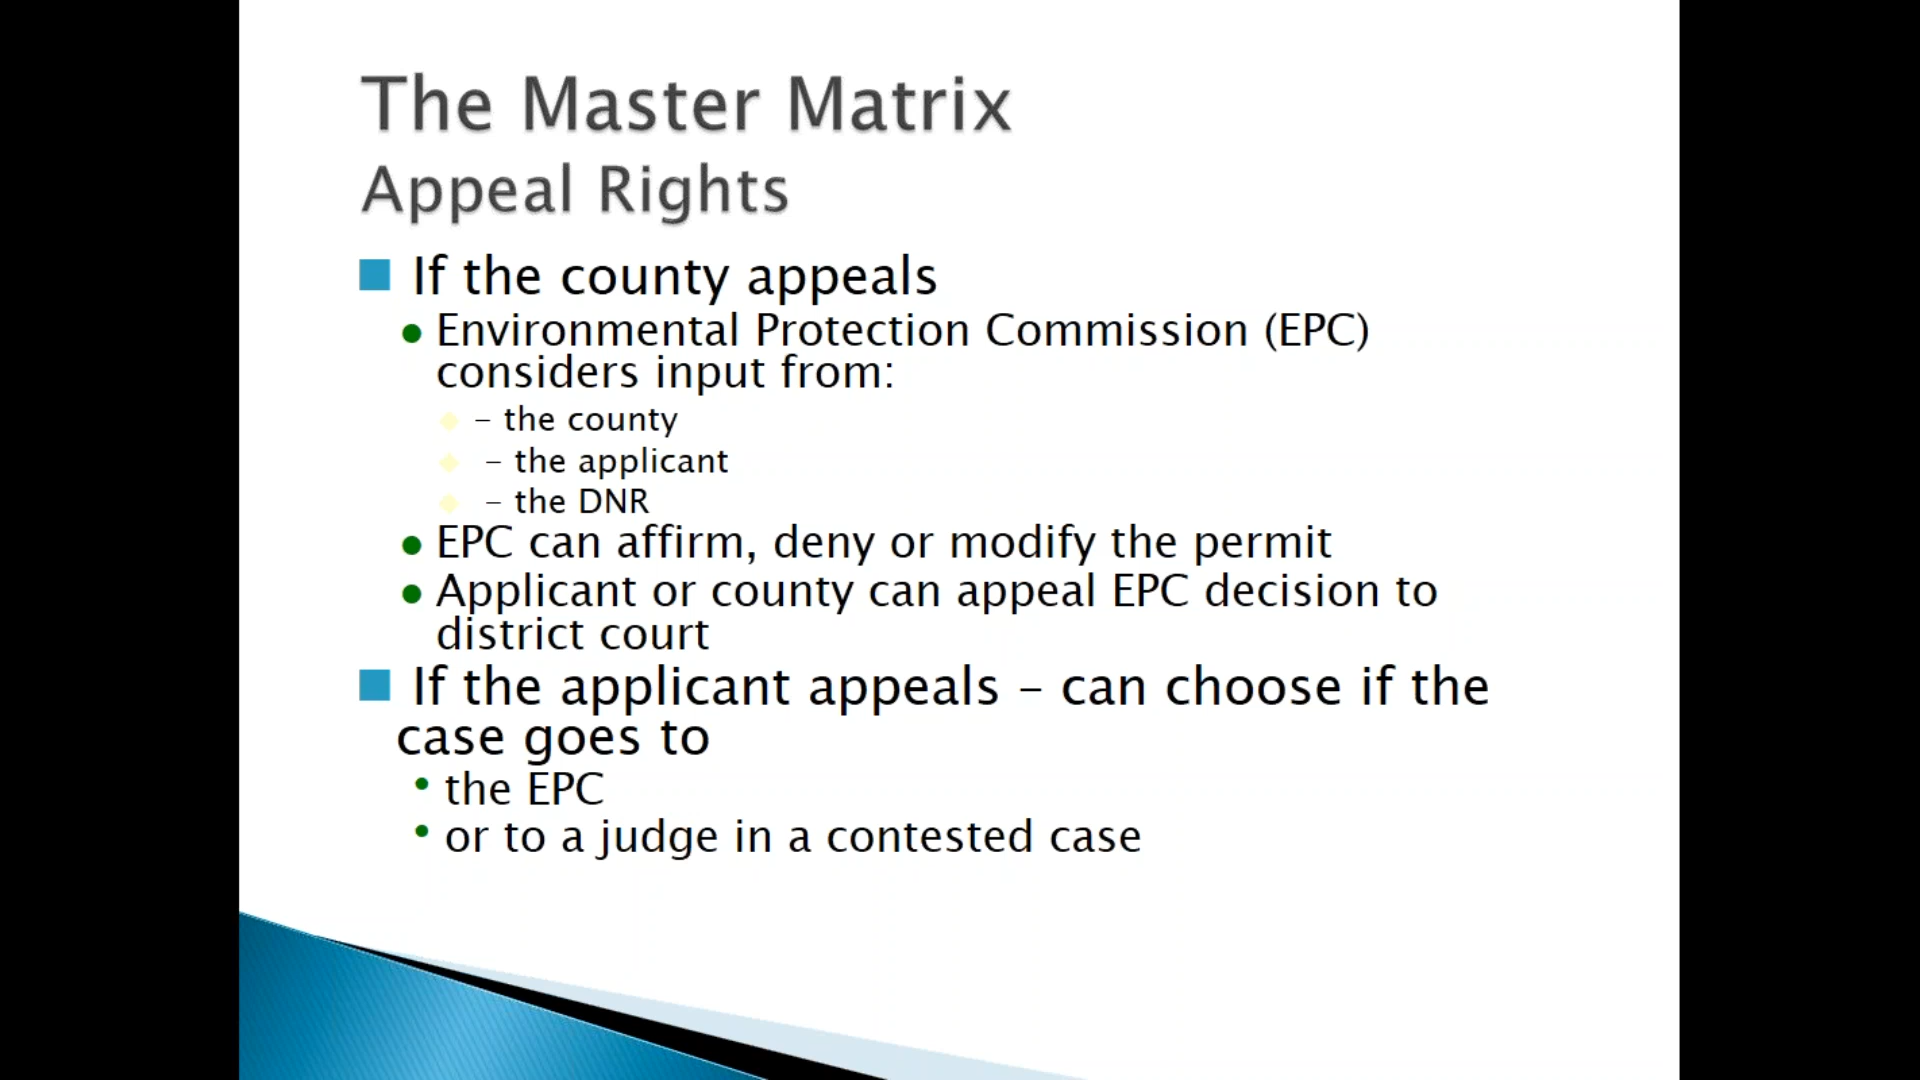 The Master Matrix
Appeal Rights
If the county appeals
Environmental Protection Commission (EPC)
considers input from:
– the county
– the applicant
– the DNR
EPC can affirm, deny or modify the permit
Applicant or county can appeal EPC decision to
district court
If the applicant appeals – can choose if the
case goes to
the EPC
or to a judge in a contested case